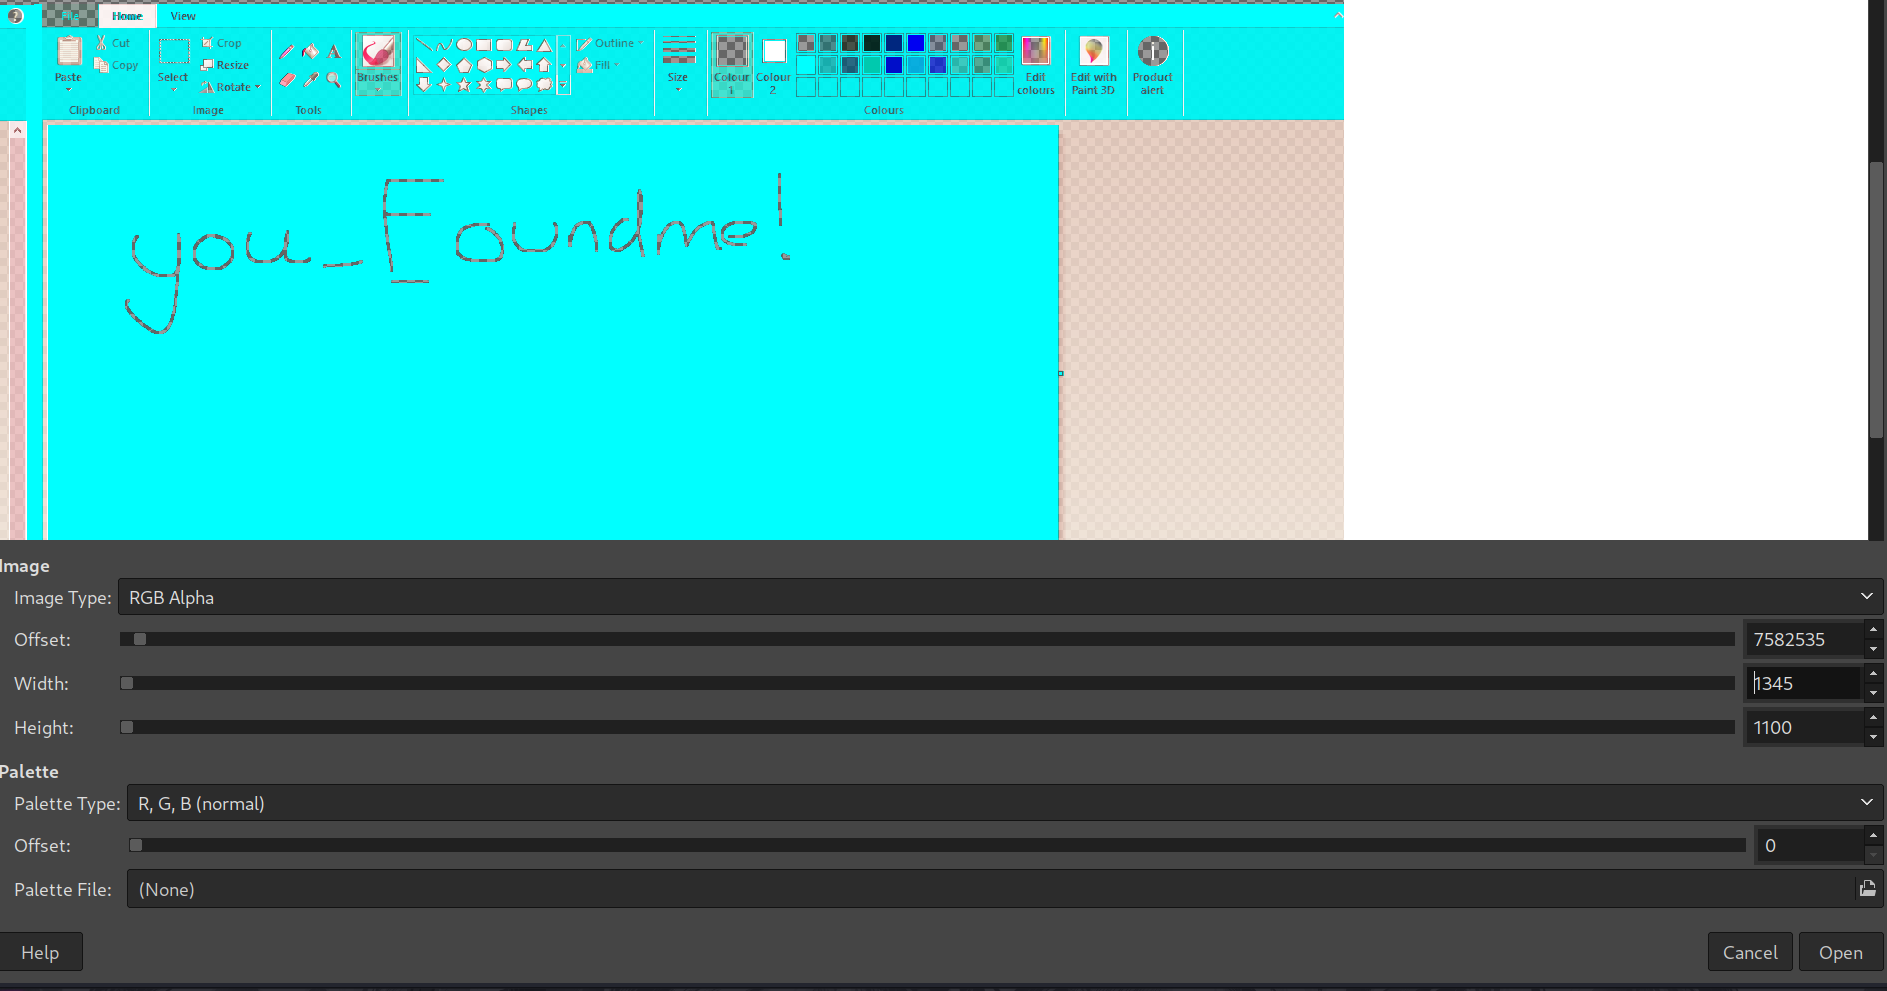 File Home View
Paste Cut Copy Select Crop Resize Rotate A Brushes Outline Fill Size Colour 1 Colour 2 Edit colours Edit with Paint 3D Product alert
Clipboard Image Tools Shapes Colours
you_Foundme!
Image
Image Type: RGB Alpha
Offset: 7582535
Width: 1345
Height: 1100
Palette
Palette Type: R, G, B (normal)
Offset: 0
Palette File: (None)
Help Cancel Open